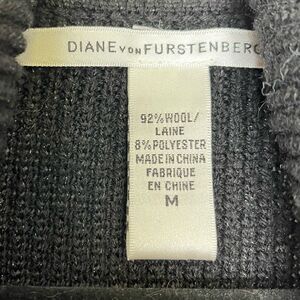 DIANE VON FURSTENBERG
92% WOOL/
LAINE
8% POLYESTER
MADE IN CHINA
FABRIQUE
EN CHINE
M